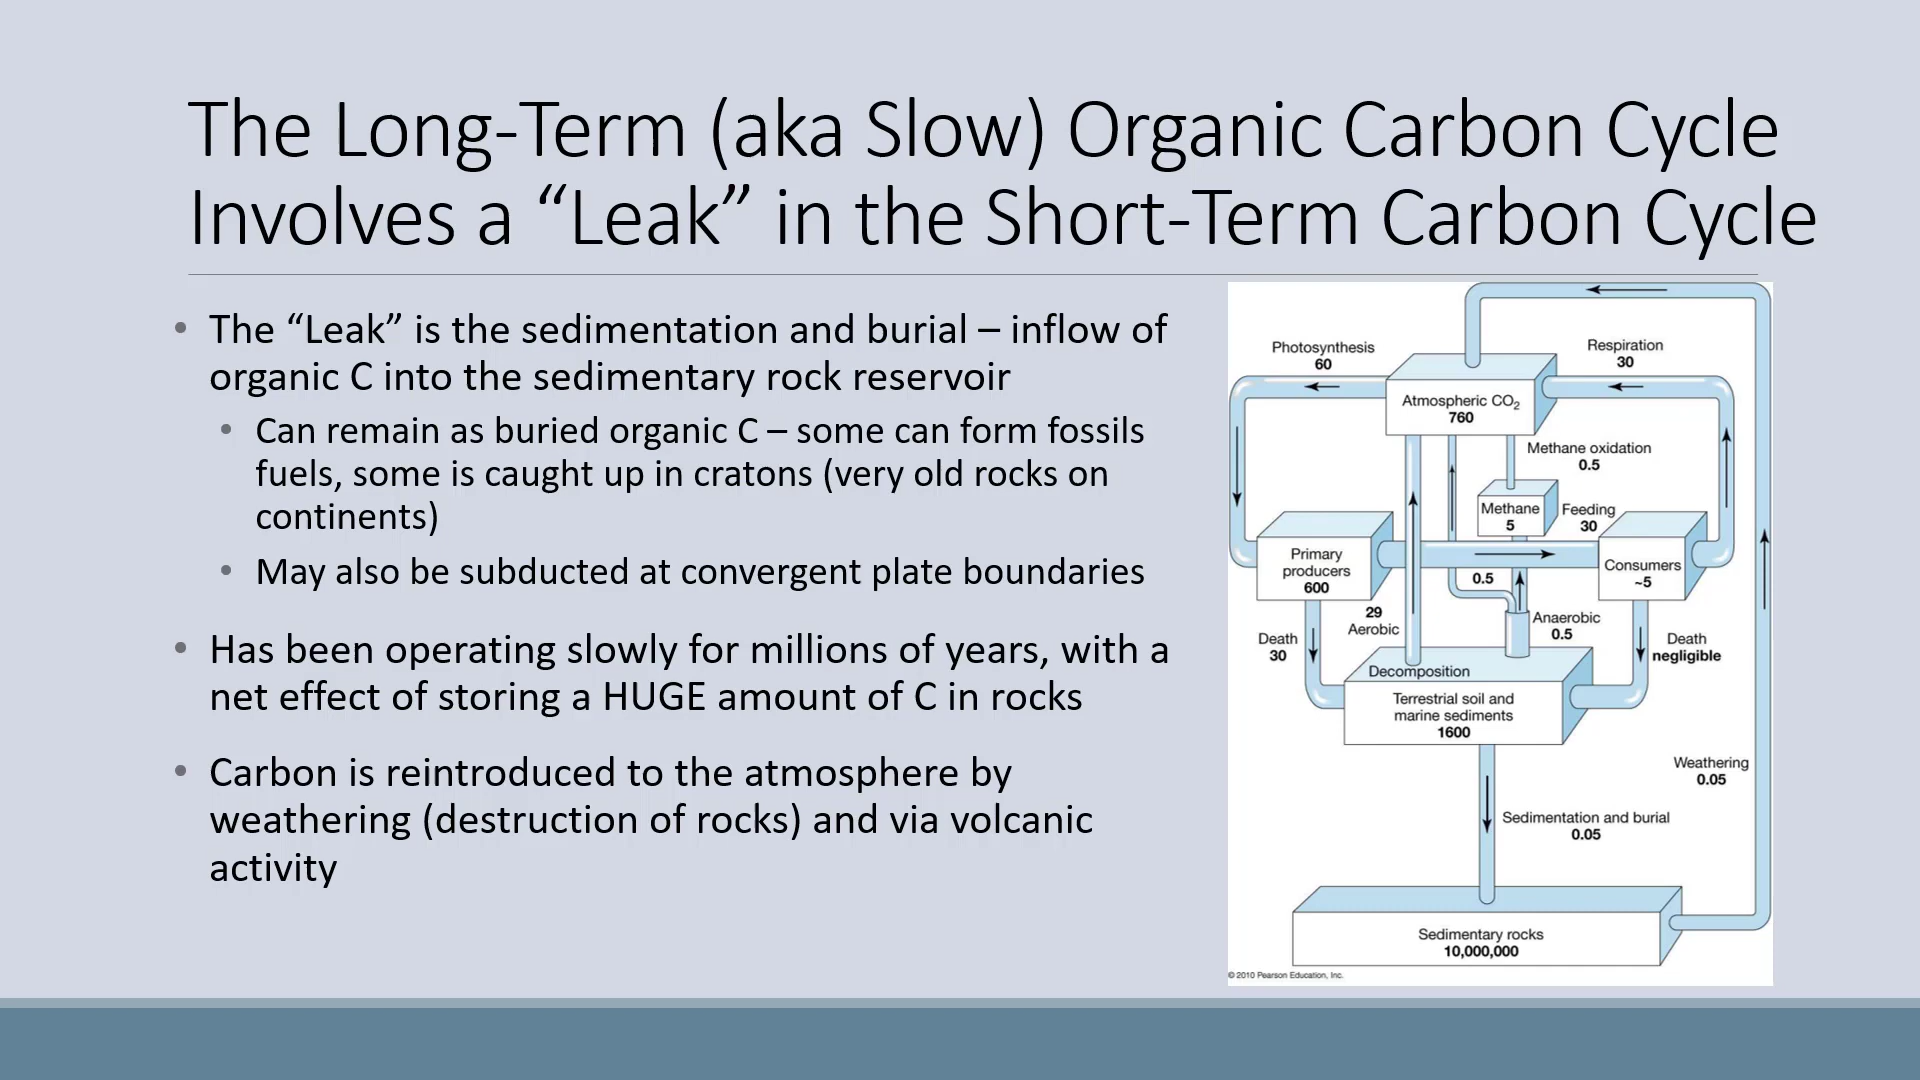 The Long-Term (aka Slow) Organic Carbon Cycle
Involves a “Leak” in the Short-Term Carbon Cycle
• The “Leak” is the sedimentation and burial – inflow of
organic C into the sedimentary rock reservoir
• Can remain as buried organic C – some can form fossils
fuels, some is caught up in cratons (very old rocks on
continents)
• May also be subducted at convergent plate boundaries
• Has been operating slowly for millions of years, with a
net effect of storing a HUGE amount of C in rocks
• Carbon is reintroduced to the atmosphere by
weathering (destruction of rocks) and via volcanic
activity
Photosynthesis
60
Respiration
30
Atmospheric CO₂
760
Methane oxidation
0.5
Methane
5
Feeding
30
Primary
producers
600
Consumers
~5
0.5
29
Aerobic
Anaerobic
0.5
Death
30
Death
negligible
Decomposition
Terrestrial soil and
marine sediments
1600
Weathering
0.05
Sedimentation and burial
0.05
Sedimentary rocks
10,000,000
© 2010 Pearson Education, Inc.